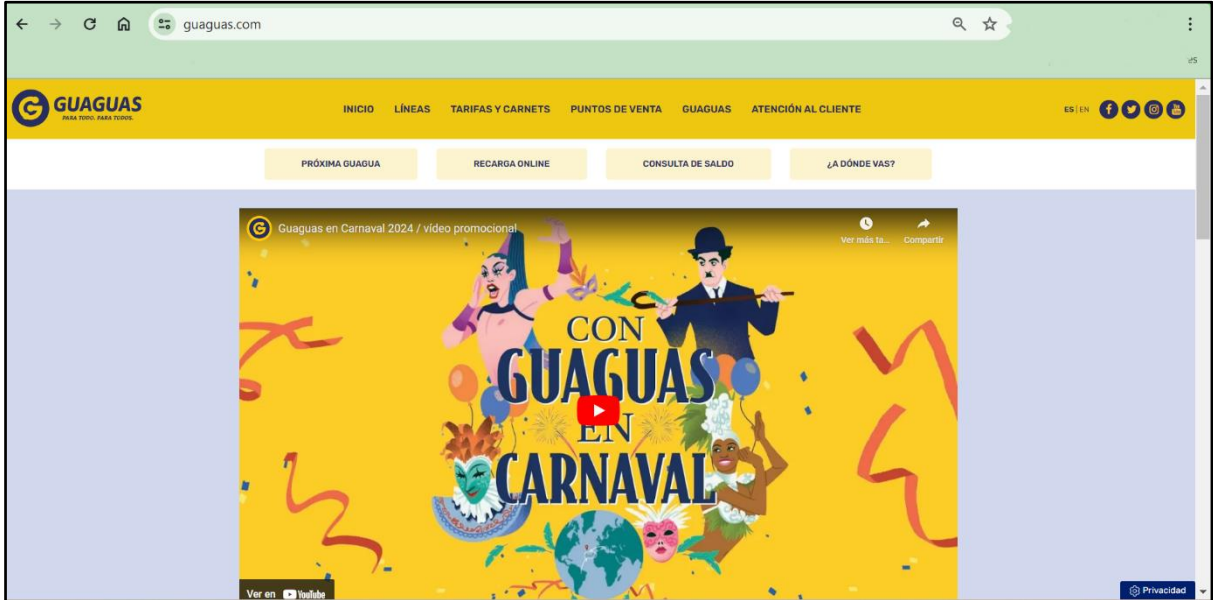 guaguas.com
GUAGUAS
PARA TODO. PARA TODOS.
INICIO LÍNEAS TARIFAS Y CARNETS PUNTOS DE VENTA GUAGUAS ATENCIÓN AL CLIENTE
ES | EN
PRÓXIMA GUAGUA RECARGA ONLINE CONSULTA DE SALDO ¿A DÓNDE VAS?
Guaguas en Carnaval 2024 / vídeo promocional
Ver más ta... Compartir
CON
GUAGUAS
EN
CARNAVAL
Ver en YouTube
Privacidad